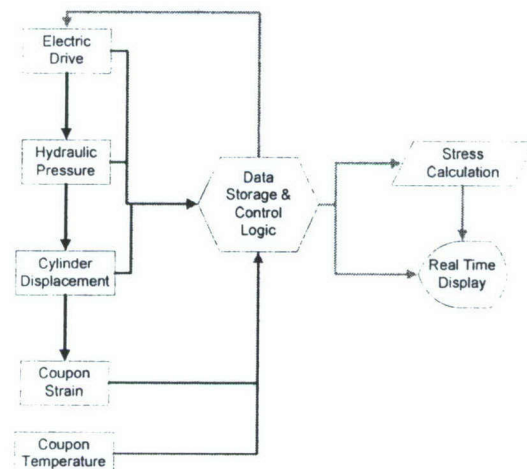 Electric
Drive
Hydraulic
Pressure
Cylinder
Displacement
Coupon
Strain
Coupon
Temperature
Data
Storage &
Control
Logic
Stress
Calculation
Real Time
Display